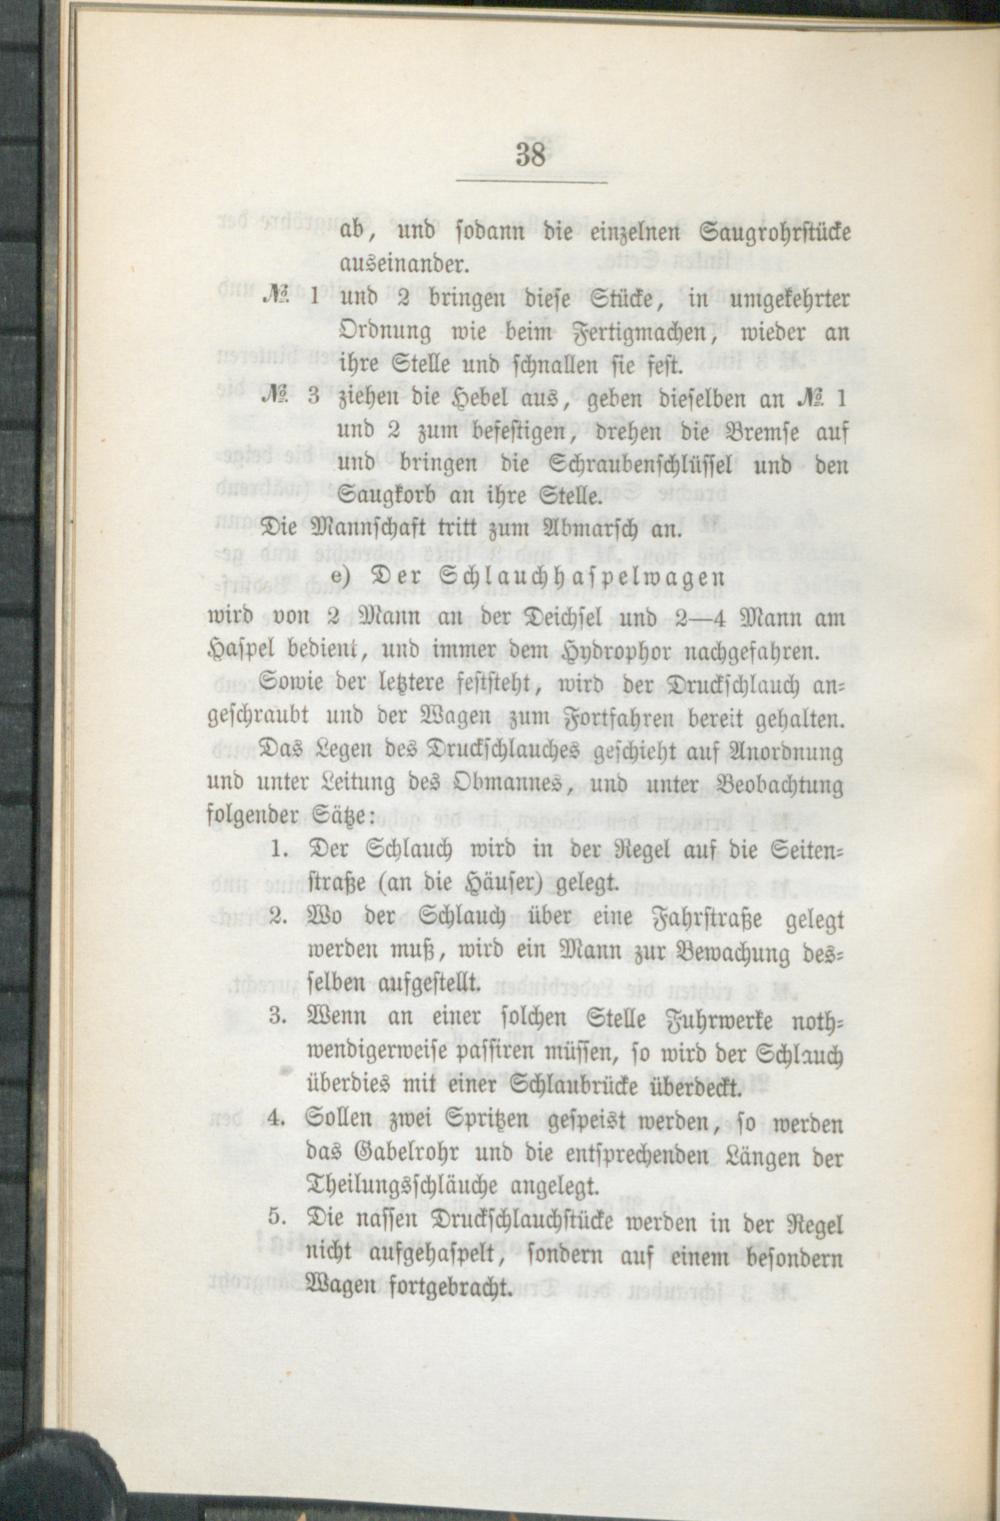 38
ab, und sodann die einzelnen Saugrohrstücke
auseinander.
№ 1 und 2 bringen diese Stücke, in umgekehrter
Ordnung wie beim Fertigmachen, wieder an
ihre Stelle und schnallen sie fest.
№ 3 ziehen die Hebel aus, geben dieselben an № 1
und 2 zum befestigen, drehen die Bremse auf
und bringen die Schraubenschlüssel und den
Saugkorb an ihre Stelle.
Die Mannschaft tritt zum Abmarsch an.
e) Der Schlauchhaspelwagen
wird von 2 Mann an der Deichsel und 2—4 Mann am
Haspel bedient, und immer dem Hydrophor nachgefahren.
Sowie der letztere feststeht, wird der Druckschlauch an-
geschraubt und der Wagen zum Fortfahren bereit gehalten.
Das Legen des Druckschlauches geschieht auf Anordnung
und unter Leitung des Obmannes, und unter Beobachtung
folgender Sätze:
1. Der Schlauch wird in der Regel auf die Seiten-
straße (an die Häuser) gelegt.
2. Wo der Schlauch über eine Fahrstraße gelegt
werden muß, wird ein Mann zur Bewachung des-
selben aufgestellt.
3. Wenn an einer solchen Stelle Fuhrwerke noth-
wendigerweise passiren müssen, so wird der Schlauch
überdies mit einer Schlaubrücke überdeckt.
4. Sollen zwei Spritzen gespeist werden, so werden
das Gabelrohr und die entsprechenden Längen der
Theilungsschläuche angelegt.
5. Die nassen Druckschlauchstücke werden in der Regel
nicht aufgehaspelt, sondern auf einem besondern
Wagen fortgebracht.